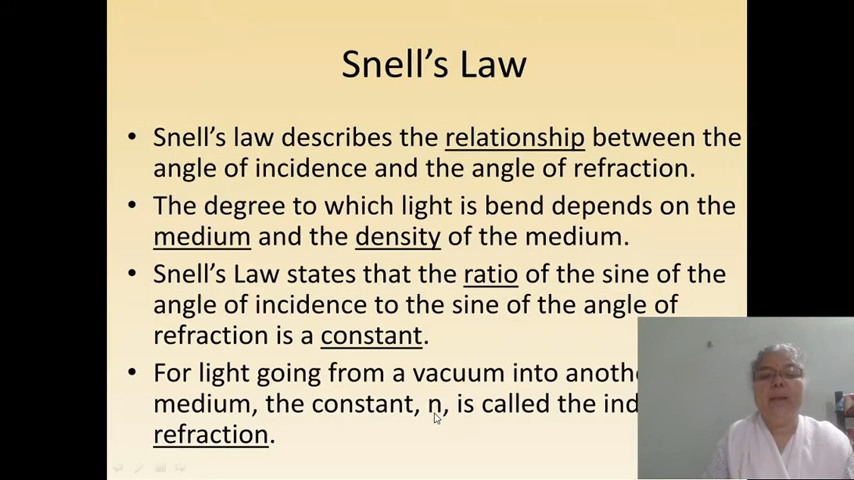 Snell's Law
• Snell's law describes the relationship between the
angle of incidence and the angle of refraction.
• The degree to which light is bend depends on the
medium and the density of the medium.
• Snell's Law states that the ratio of the sine of the
angle of incidence to the sine of the angle of
refraction is a constant.
• For light going from a vacuum into
medium, the constant, n, is called the
refraction.